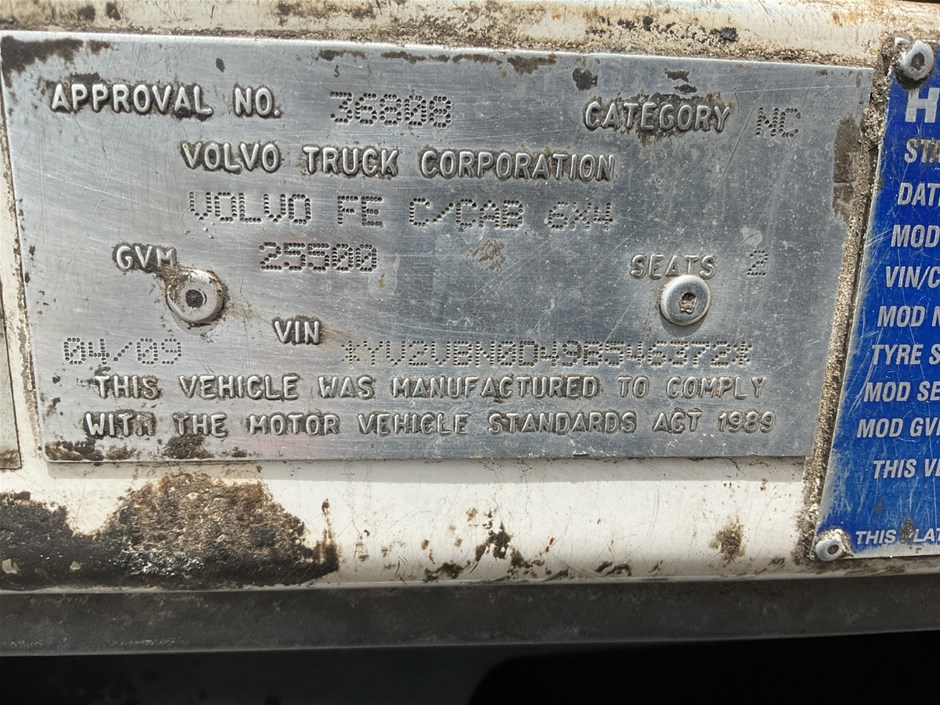 APPROVAL NO. 36808 CATEGORY NC
VOLVO TRUCK CORPORATION
VOLVO FE C/CAB 6X4
GVM 25500 SEATS 2
VIN
04/09 *YV2VBN0D49B546372*
THIS VEHICLE WAS MANUFACTURED TO COMPLY
WITH THE MOTOR VEHICLE STANDARDS ACT 1989
H
STA
DAT
MOD
VIN/C
MOD N
TYRE S
MOD SE
MOD GV
THIS V
THIS